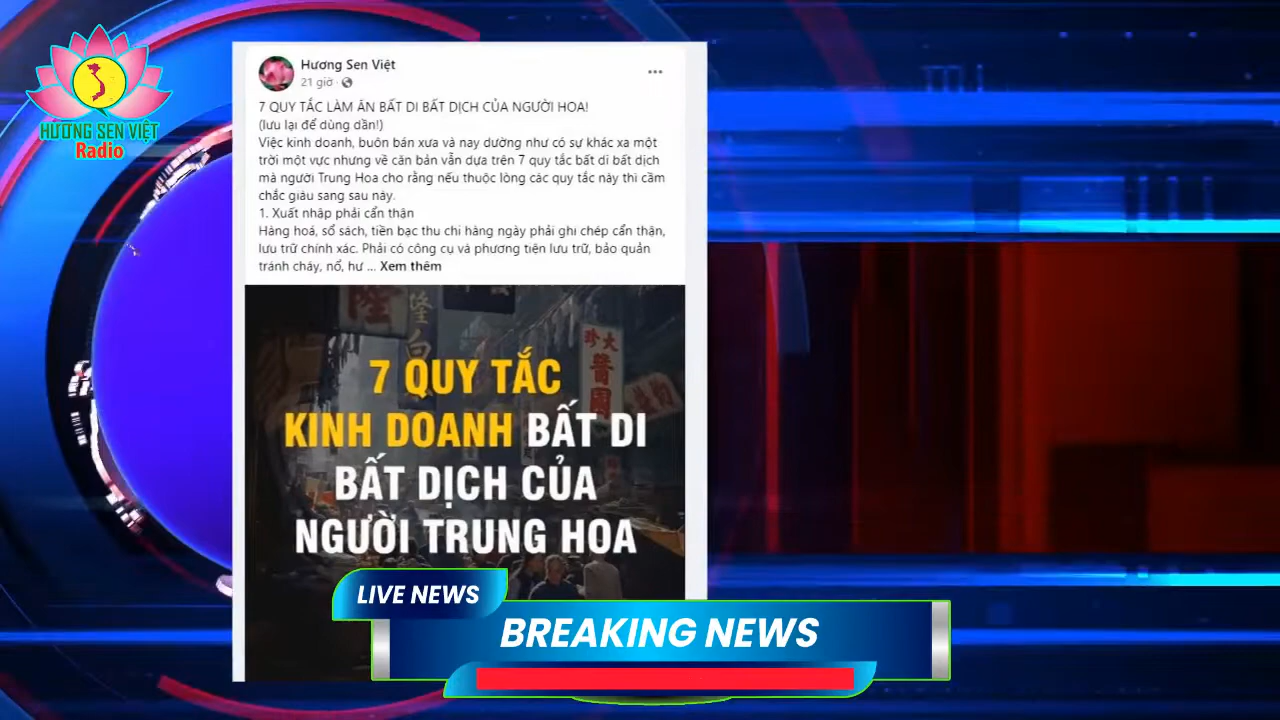 HƯƠNG SEN VIỆT
Radio
Hương Sen Việt
21 giờ
7 QUY TẮC LÀM ĂN BẤT DI BẤT DỊCH CỦA NGƯỜI HOA!
(lưu lại để dùng dần!)
Việc kinh doanh, buôn bán xưa và nay dường như có sự khác xa một
trời một vực nhưng về căn bản vẫn dựa trên 7 quy tắc bất di bất dịch
mà người Trung Hoa cho rằng nếu thuộc lòng các quy tắc này thì cầm
chắc giàu sang sau này.
1. Xuất nhập phải cẩn thận
Hàng hoá, sổ sách, tiền bạc thu chi hàng ngày phải ghi chép cẩn thận,
lưu trữ chính xác. Phải có công cụ và phương tiện lưu trữ, bảo quản
tránh cháy, nổ, hư ... Xem thêm
隆
隆
白
珍大
7 QUY TẮC
KINH DOANH BẤT DI
BẤT DỊCH CỦA
NGƯỜI TRUNG HOA
LIVE NEWS
BREAKING NEWS